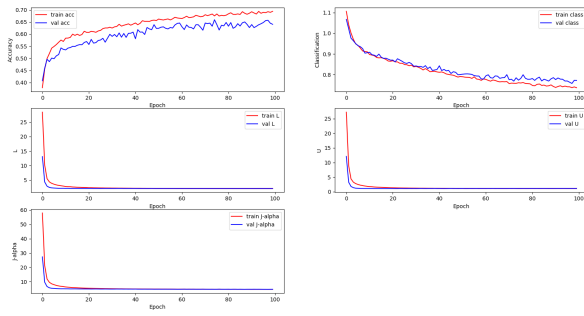 0.70
0.65
0.60
0.55
0.50
0.45
0.40
Accuracy
train acc
val acc
0 20 40 60 80 100
Epoch
1.1
1.0
0.9
0.8
Classification
train class
val class
0 20 40 60 80 100
Epoch
25
20
15
10
5
L
train L
val L
0 20 40 60 80 100
Epoch
25
20
15
10
5
0
U
train U
val U
0 20 40 60 80 100
Epoch
60
50
40
30
20
10
J-alpha
train J-alpha
val J-alpha
0 20 40 60 80 100
Epoch